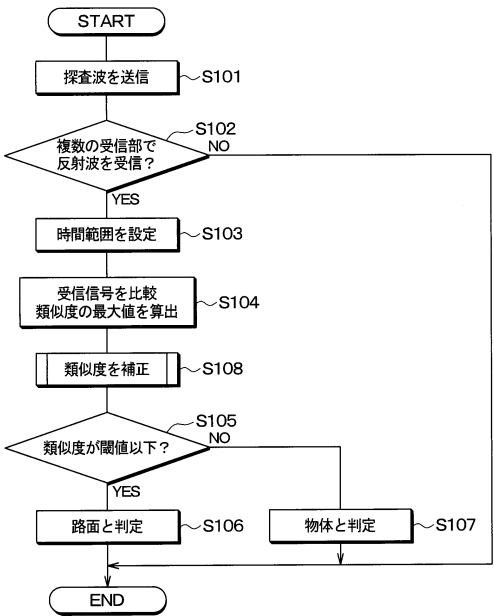 START
探査波を送信
S101
複数の受信部で
反射波を受信？
S102
NO
YES
時間範囲を設定
S103
受信信号を比較
類似度の最大値を算出
S104
類似度を補正
S108
類似度が閾値以下？
S105
NO
YES
路面と判定
S106
物体と判定
S107
END